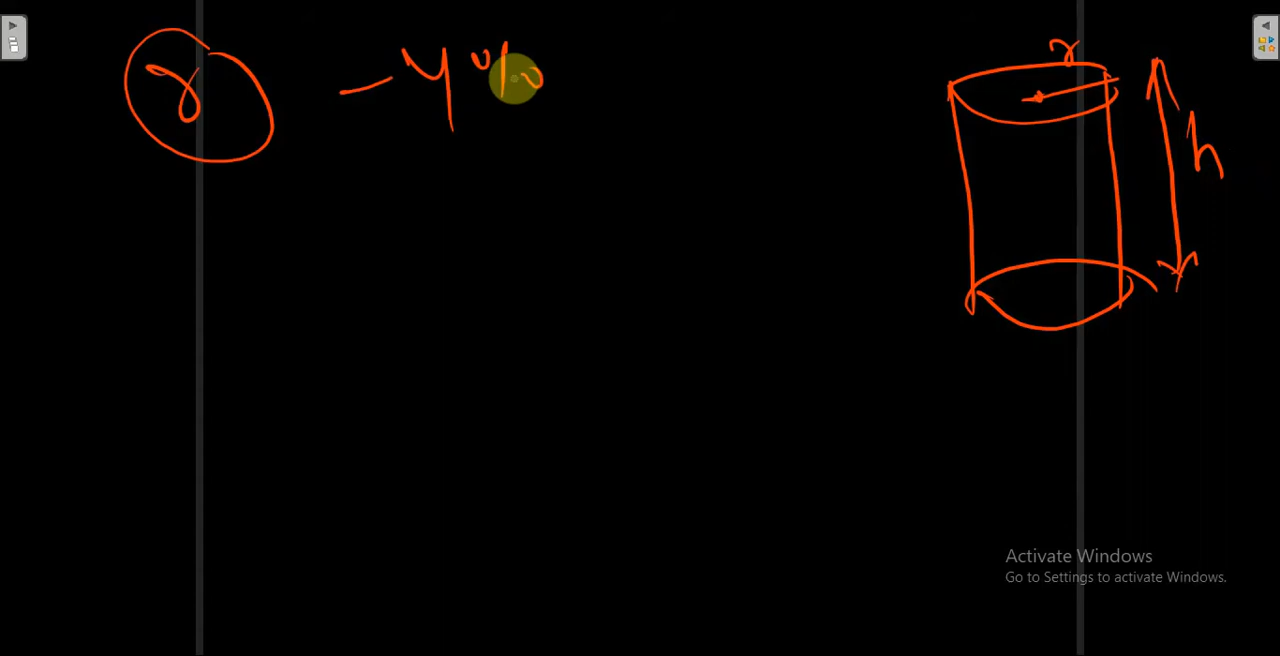 r - 4%
r
h
Activate Windows
Go to Settings to activate Windows.